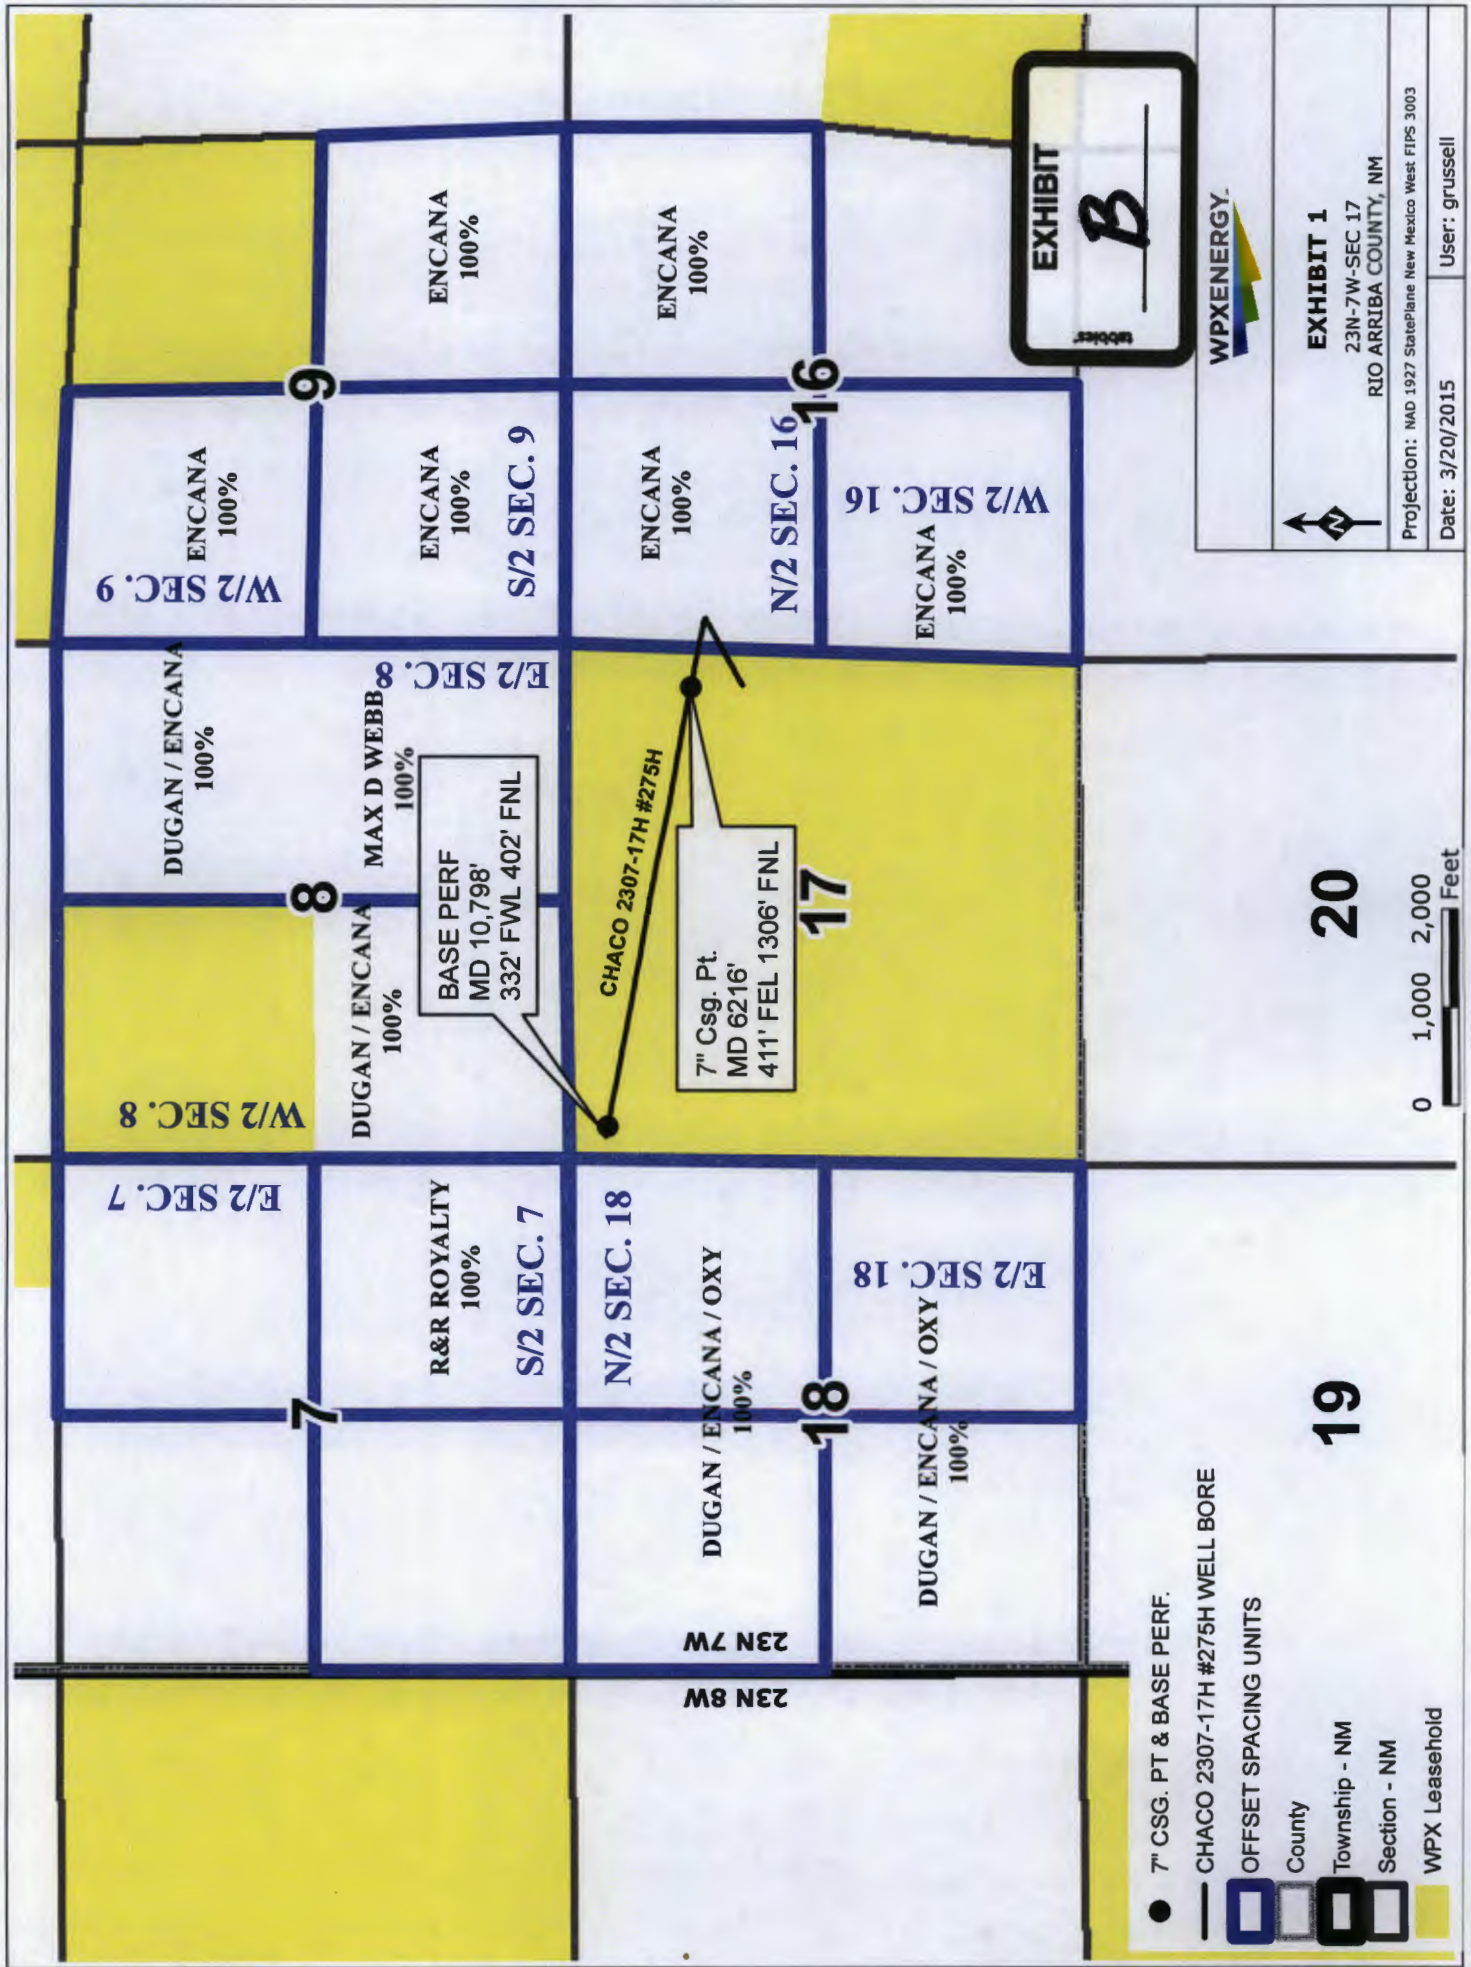 W/2 SEC. 9
ENCANA
100%
9
ENCANA
100%
S/2 SEC. 9
ENCANA
100%
DUGAN / ENCANA
100%
8
MAX D WEBB
100%
E/2 SEC. 8
W/2 SEC. 8
DUGAN / ENCANA
100%
E/2 SEC. 7
7
R&R ROYALTY
100%
S/2 SEC. 7
BASE PERF
MD 10,798'
332' FWL 402' FNL
CHACO 2307-17H #275H
7" Csg. Pt.
MD 6216'
411' FEL 1306' FNL
17
ENCANA
100%
ENCANA
100%
N/2 SEC. 16
16
W/2 SEC. 16
ENCANA
100%
N/2 SEC. 18
DUGAN / ENCANA / OXY
100%
18
E/2 SEC. 18
DUGAN / ENCANA / OXY
100%
23N 7W
23N 8W
19
20
0 1,000 2,000
Feet
7" CSG. PT & BASE PERF.
CHACO 2307-17H #275H WELL BORE
OFFSET SPACING UNITS
County
Township - NM
Section - NM
WPX Leasehold
EXHIBIT
B
tabbies®
WPXENERGY.
EXHIBIT 1
23N-7W-SEC 17
RIO ARRIBA COUNTY, NM
N
Projection: NAD 1927 StatePlane New Mexico West FIPS 3003
Date: 3/20/2015
User: grussell